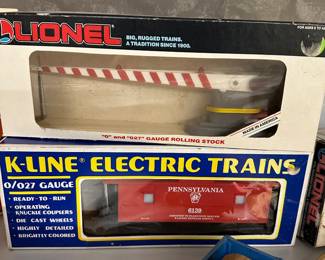 LIONEL
BIG, RUGGED TRAINS.
A TRADITION SINCE 1900.
MADE IN AMERICA
"O" and "O27" GAUGE ROLLING STOCK
K-LINE® ELECTRIC TRAINS
O/027 GAUGE
- READY-TO-RUN
- OPERATING
KNUCKLE COUPLERS
- DIE CAST WHEELS
- HIGHLY DETAILED
- BRIGHTLY COLORED
PENNSYLVANIA
6139